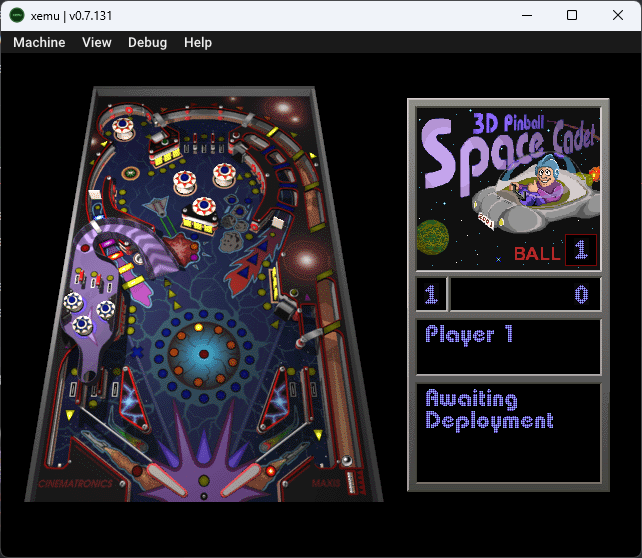 xemu | v0.7.131
Machine View Debug Help
3D Pinball
Space Cadet
BALL 1
1 0
Player 1
Awaiting
Deployment
CINEMATRONICS
MAXIS